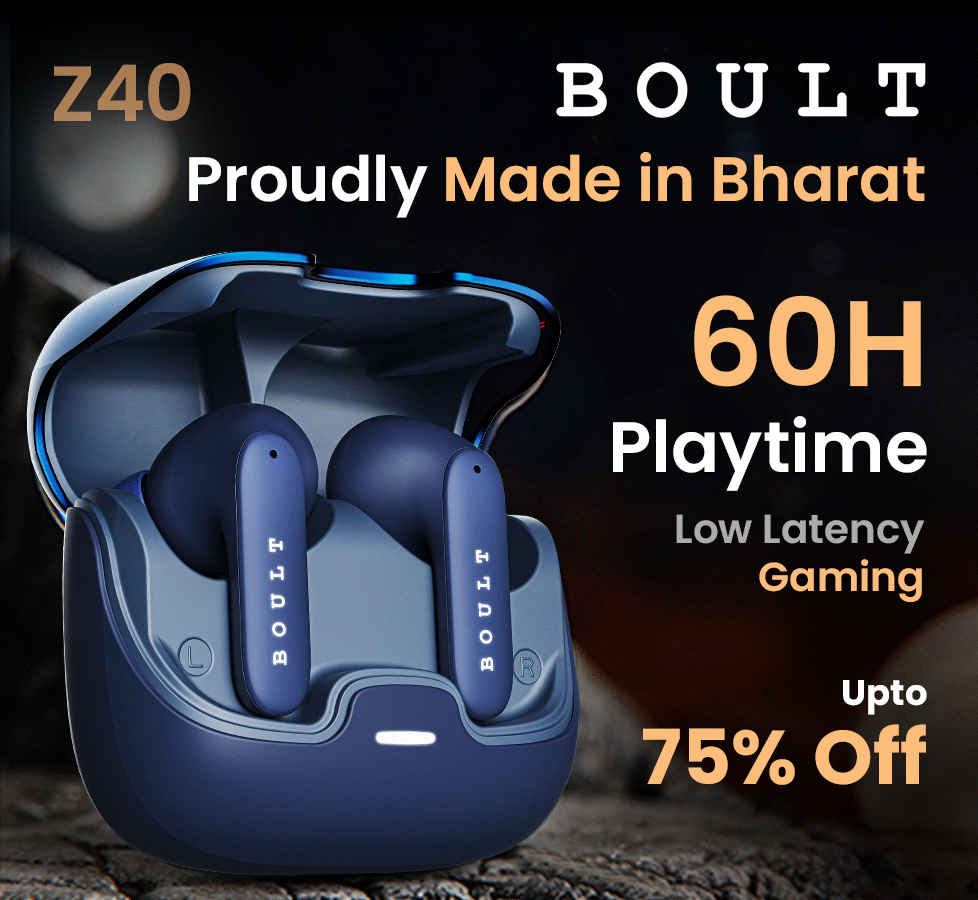 Z40
BOULT
Proudly Made in Bharat
60H
Playtime
Low Latency
Gaming
Upto
75% Off
BOULT
BOULT
L
R